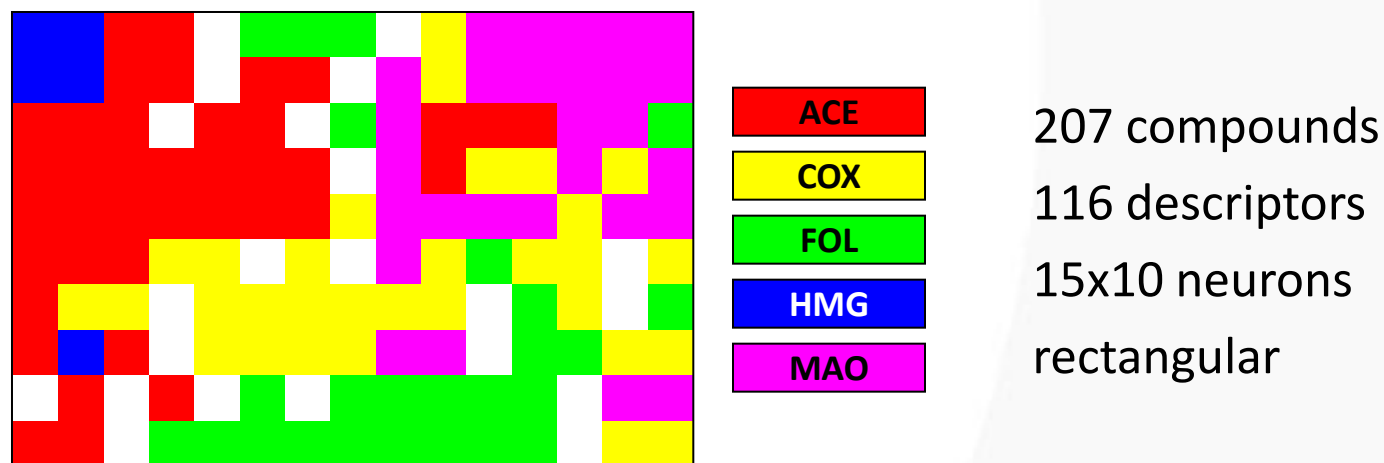 ACE
COX
FOL
HMG
MAO
207 compounds
116 descriptors
15x10 neurons
rectangular